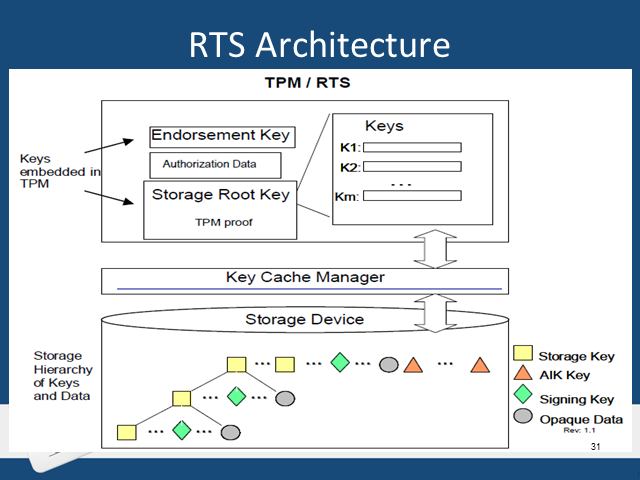 RTS Architecture
TPM / RTS
Keys
embedded in
TPM
Endorsement Key
Authorization Data
Storage Root Key
TPM proof
Keys
K1:
K2:
- - -
Km:
Key Cache Manager
Storage Device
Storage
Hierarchy
of Keys
and Data
Storage Key
AIK Key
Signing Key
Opaque Data
Rev: 1.1
31